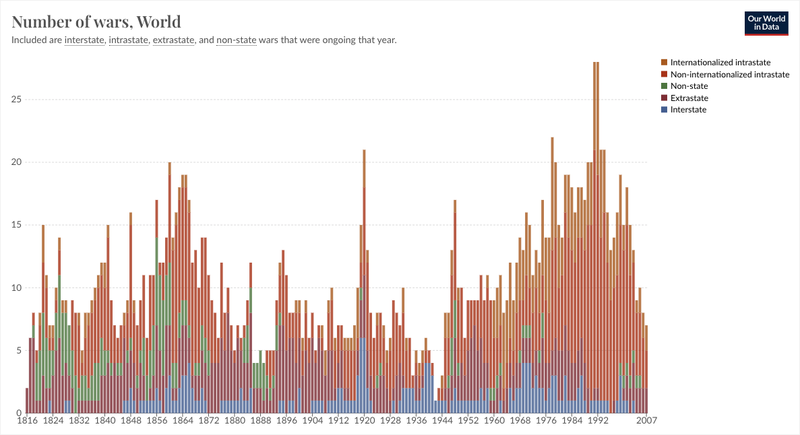 Number of wars, World
Included are interstate, intrastate, extrastate, and non-state wars that were ongoing that year.
Our World
in Data
Internationalized intrastate
Non-internationalized intrastate
Non-state
Extrastate
Interstate
25
20
15
10
5
0
1816 1824 1832 1840 1848 1856 1864 1872 1880 1888 1896 1904 1912 1920 1928 1936 1944 1952 1960 1968 1976 1984 1992 2007